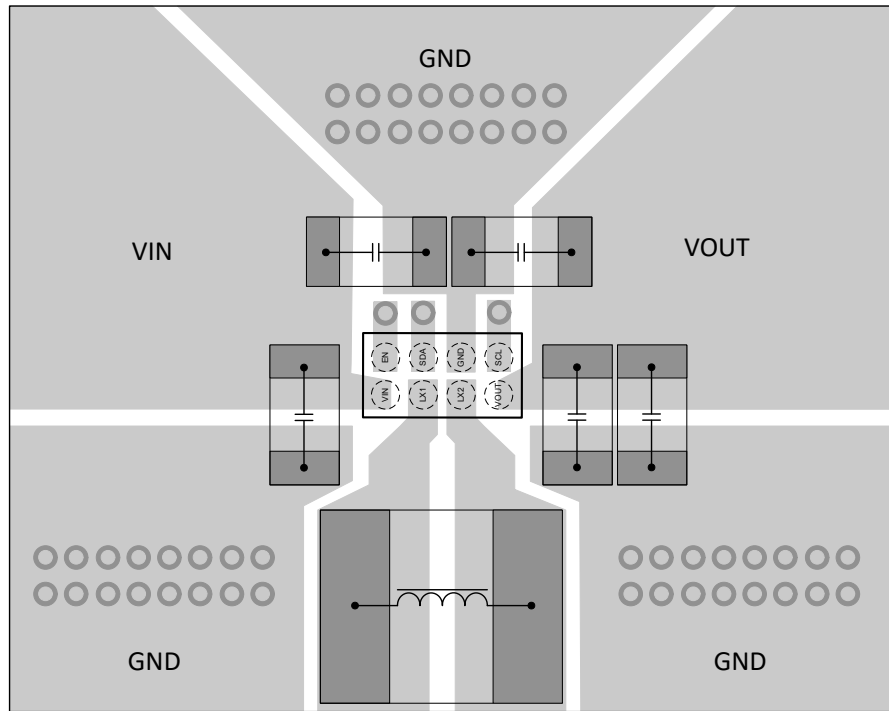 GND
VIN
VOUT
EN
SDA
GND
SCL
VIN
LX1
LX2
VOUT
GND
GND